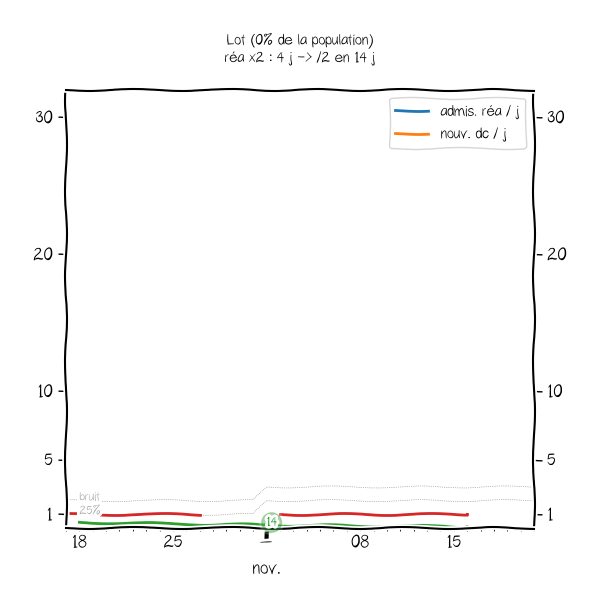 Lot (0% de la population)
réa x2 : 4 j -> /2 en 14 j
admis. réa / j
nouv. dc / j
30
30
20
20
10
10
5
5
bruit
25%
1
1
14
18
25
1
08
15
nov.